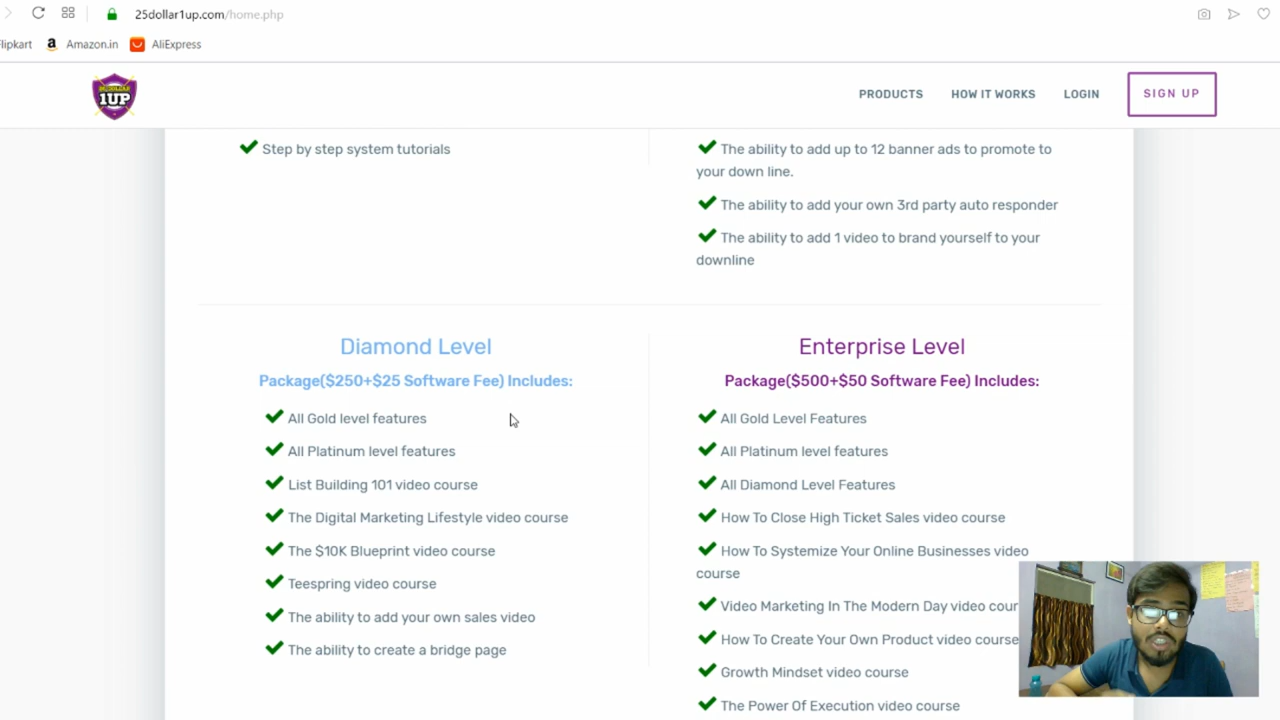 25dollar1up.com/home.php
lipkart
a Amazon.in
AliExpress
1UP
PRODUCTS
HOW IT WORKS
LOGIN
SIGN UP
Step by step system tutorials
The ability to add up to 12 banner ads to promote to
your down line.
The ability to add your own 3rd party auto responder
The ability to add 1 video to brand yourself to your
downline
Diamond Level
Package($250+$25 Software Fee) Includes:
All Gold level features
All Platinum level features
List Building 101 video course
The Digital Marketing Lifestyle video course
The $10K Blueprint video course
Teespring video course
The ability to add your own sales video
The ability to create a bridge page
Enterprise Level
Package($500+$50 Software Fee) Includes:
All Gold Level Features
All Platinum level features
All Diamond Level Features
How To Close High Ticket Sales video course
How To Systemize Your Online Businesses video
course
Video Marketing In The Modern Day video cour
How To Create Your Own Product video course
Growth Mindset video course
The Power Of Execution video course